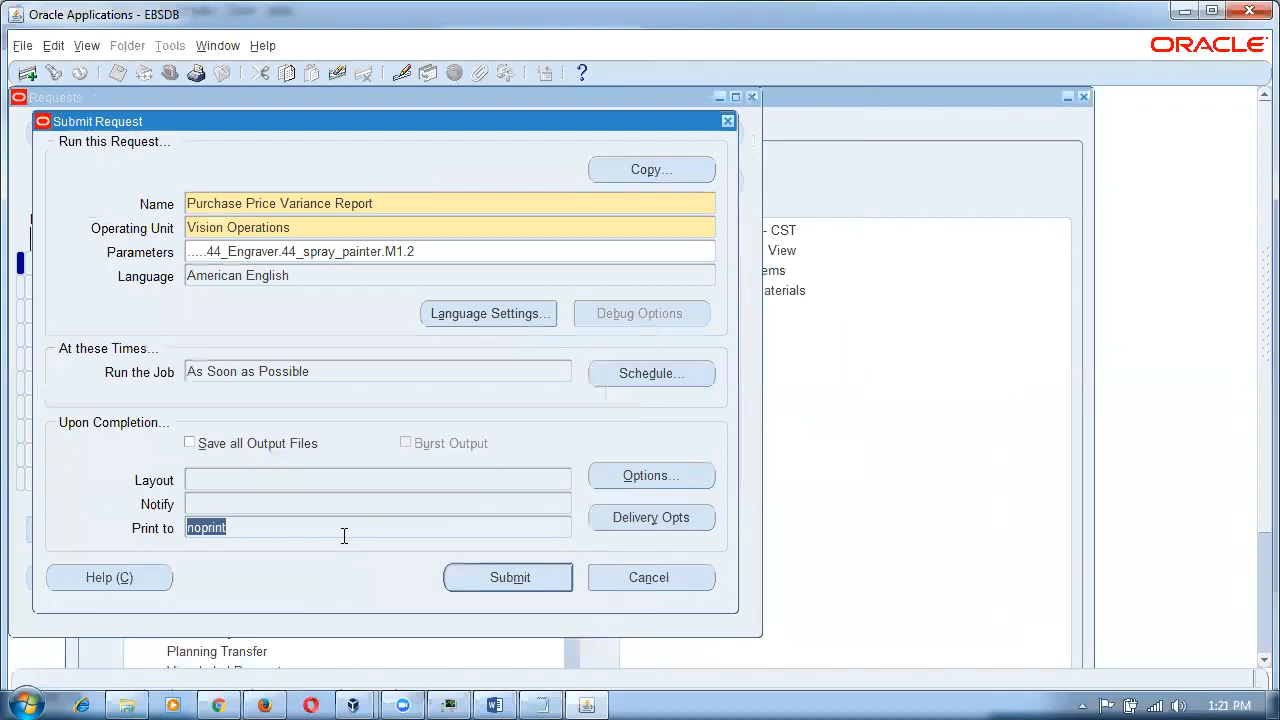 Oracle Applications - EBSDB
File Edit View Folder Tools Window Help
ORACLE
Requests
Submit Request
Run this Request...
Copy...
Name Purchase Price Variance Report
Operating Unit Vision Operations
Parameters .....44_Engraver.44_spray_painter.M1.2
Language American English
Language Settings... Debug Options
At these Times...
Run the Job As Soon as Possible Schedule...
Upon Completion...
Save all Output Files Burst Output
Layout Options...
Notify
Print to noprint Delivery Opts
Help (C) Submit Cancel
- CST
View
ems
aterials
Planning Transfer
1:21 PM